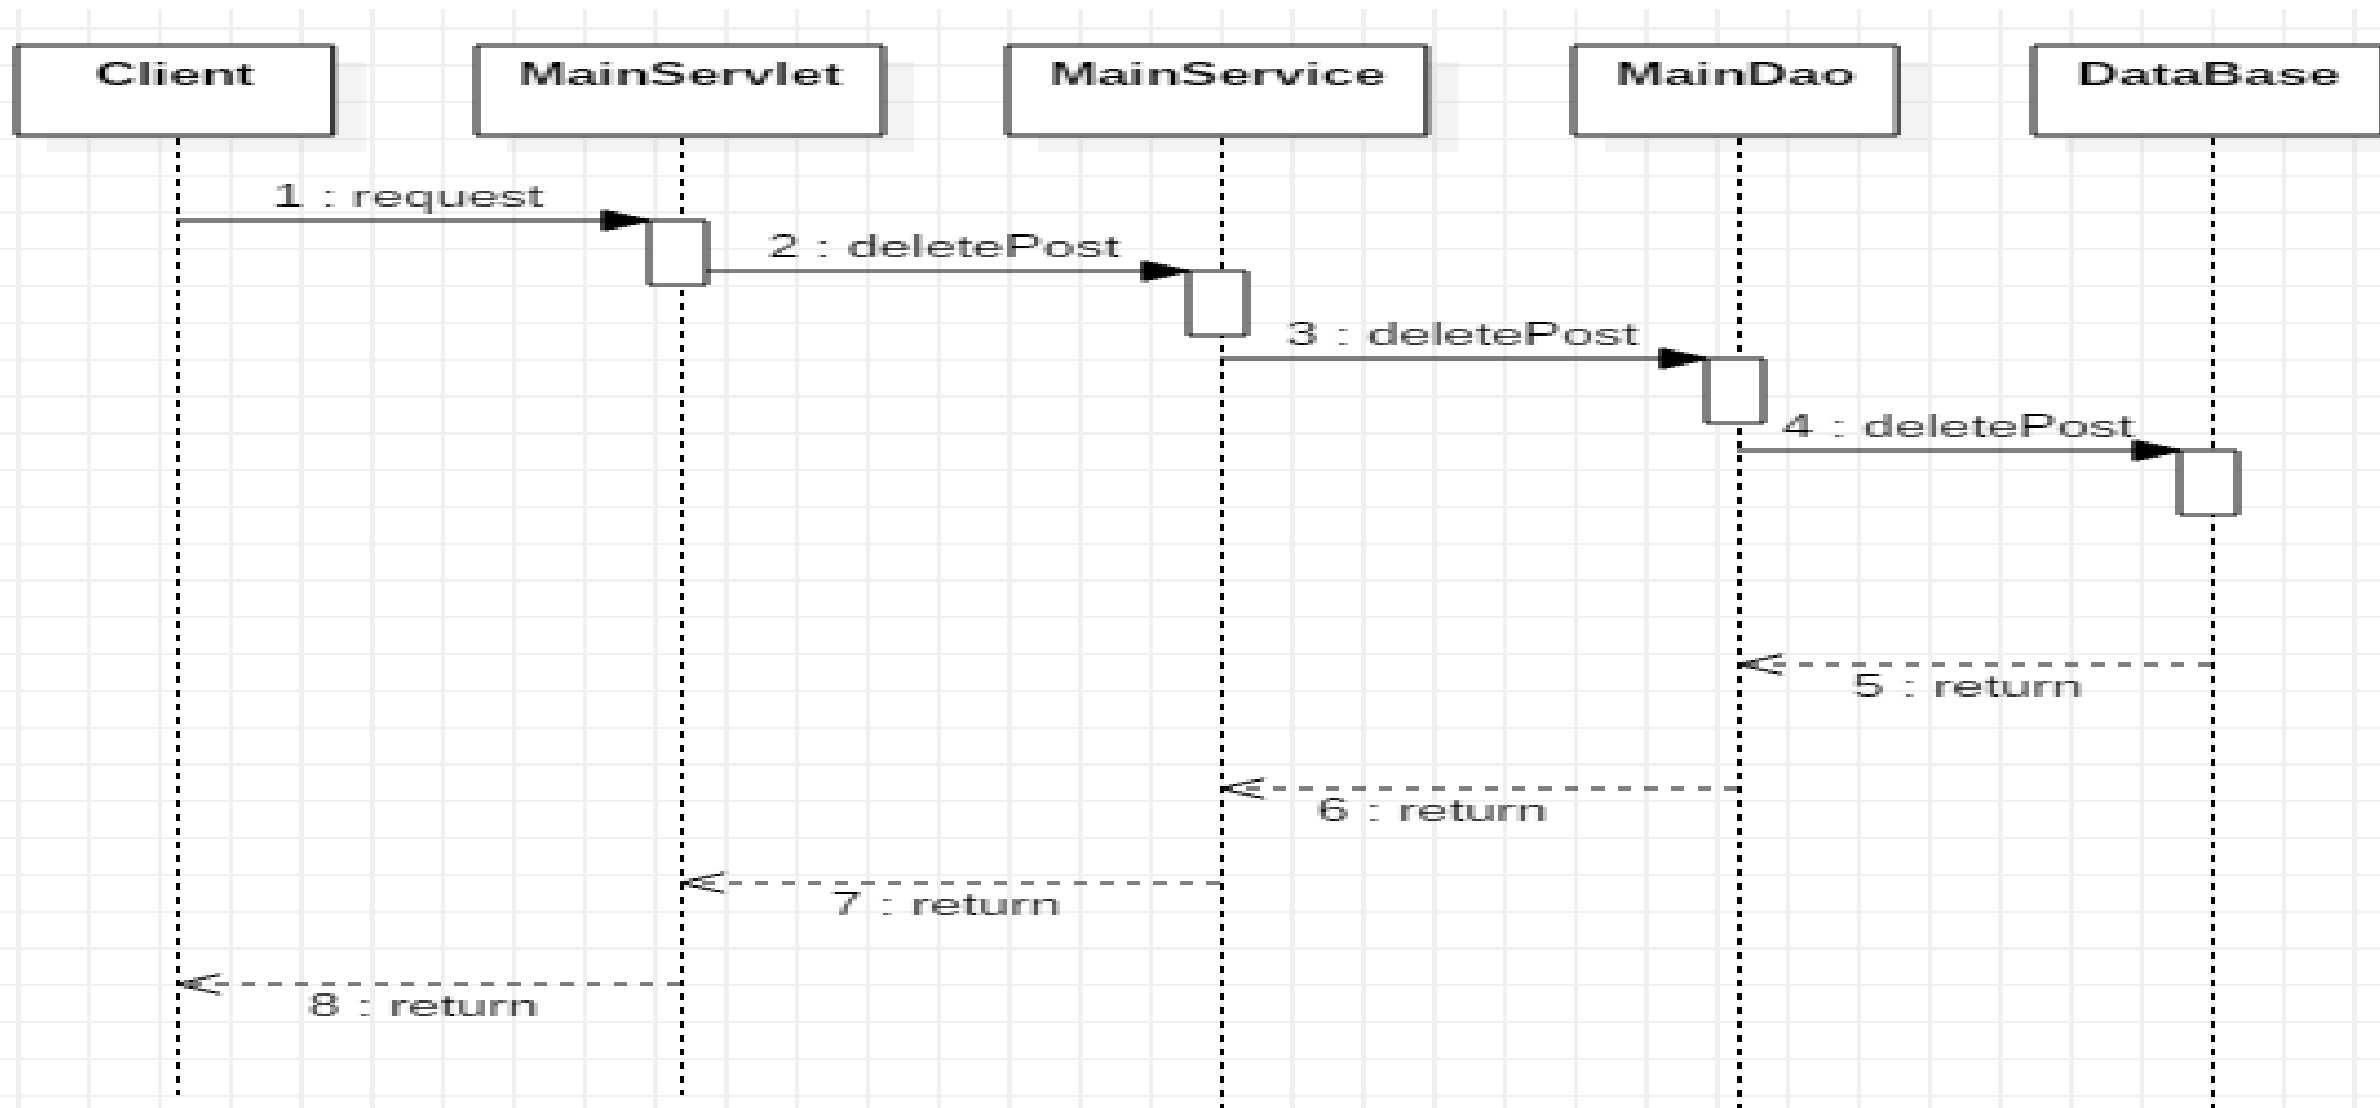 Client
MainServlet
MainService
MainDao
DataBase
1 : request
2 : deletePost
3 : deletePost
4 : deletePost
5 : return
6 : return
7 : return
8 : return